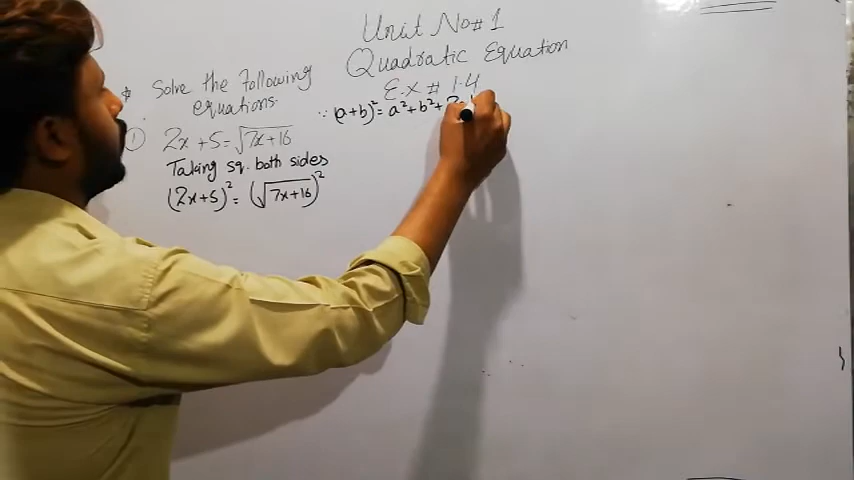 Unit No # 1
Quadratic Equation
E.X # 1.4
Solve the following
equations.
∵ (a+b)² = a²+b²+2
① 2x+5=√7x+16
Taking sq. both sides
(2x+5)² = (√7x+16)²